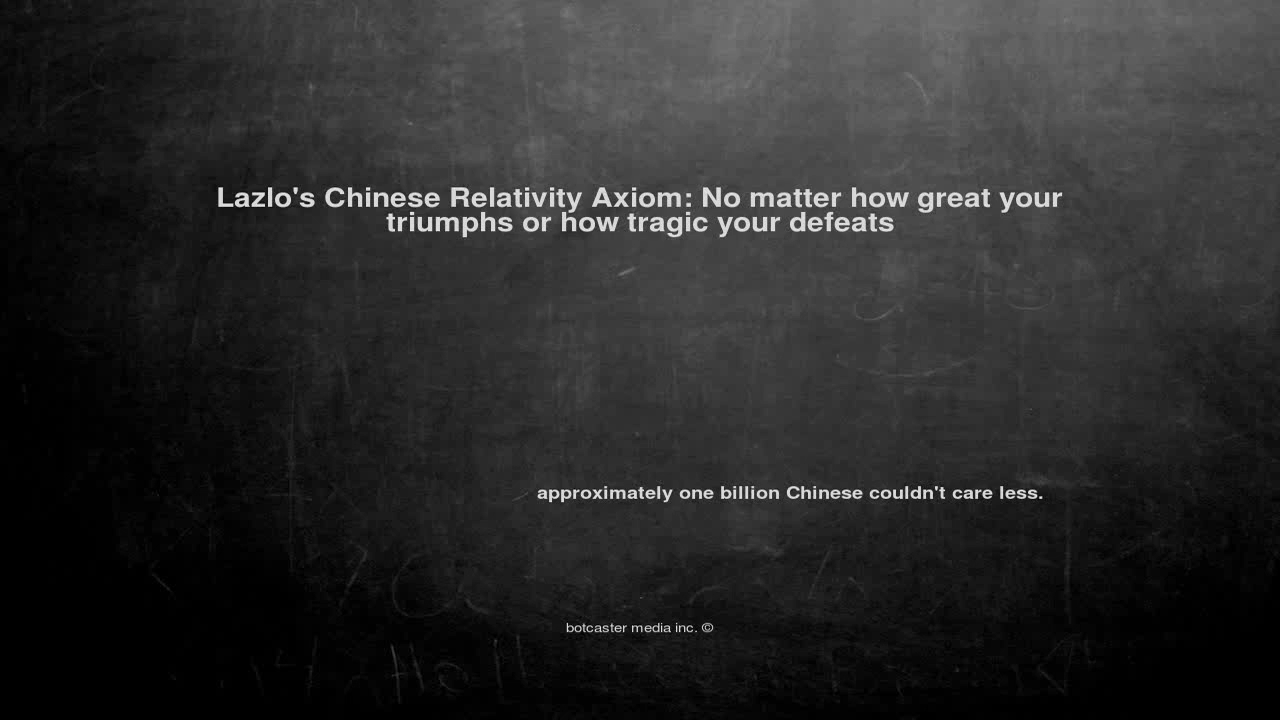 Lazlo's Chinese Relativity Axiom: No matter how great your
triumphs or how tragic your defeats
approximately one billion Chinese couldn't care less.
botcaster media inc. ©